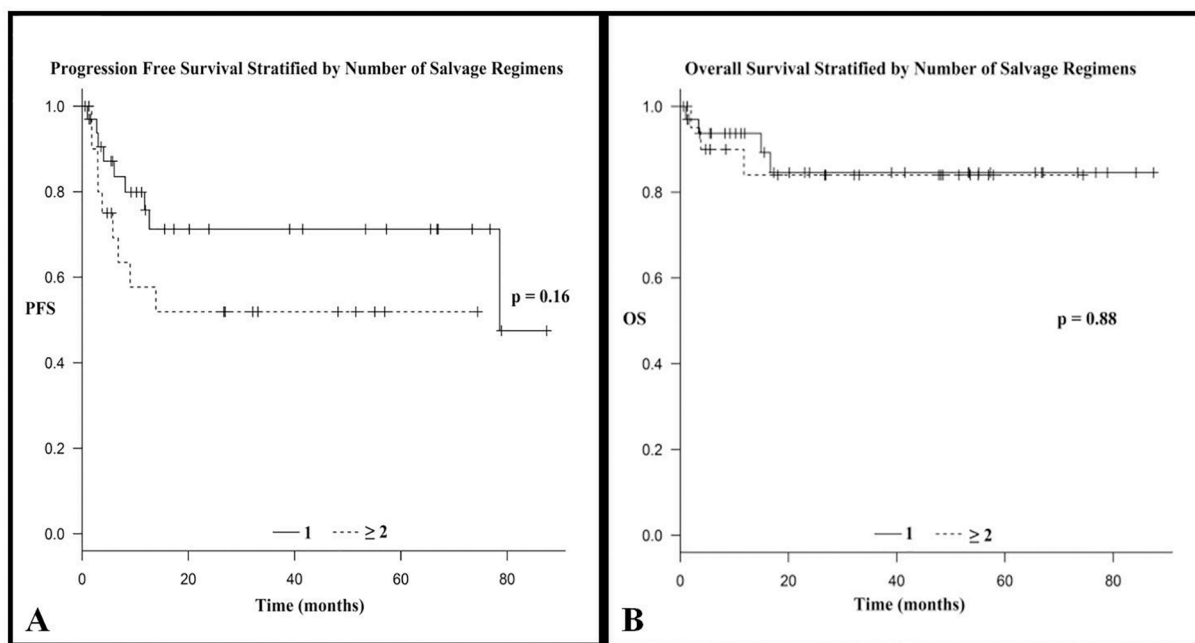 Progression Free Survival Stratified by Number of Salvage Regimens
1.0
0.8
0.6
PFS
0.4
0.2
0.0
p = 0.16
1 ≥ 2
0 20 40 60 80
Time (months)
A
Overall Survival Stratified by Number of Salvage Regimens
1.0
0.8
0.6
OS
0.4
0.2
0.0
p = 0.88
1 ≥ 2
0 20 40 60 80
Time (months)
B